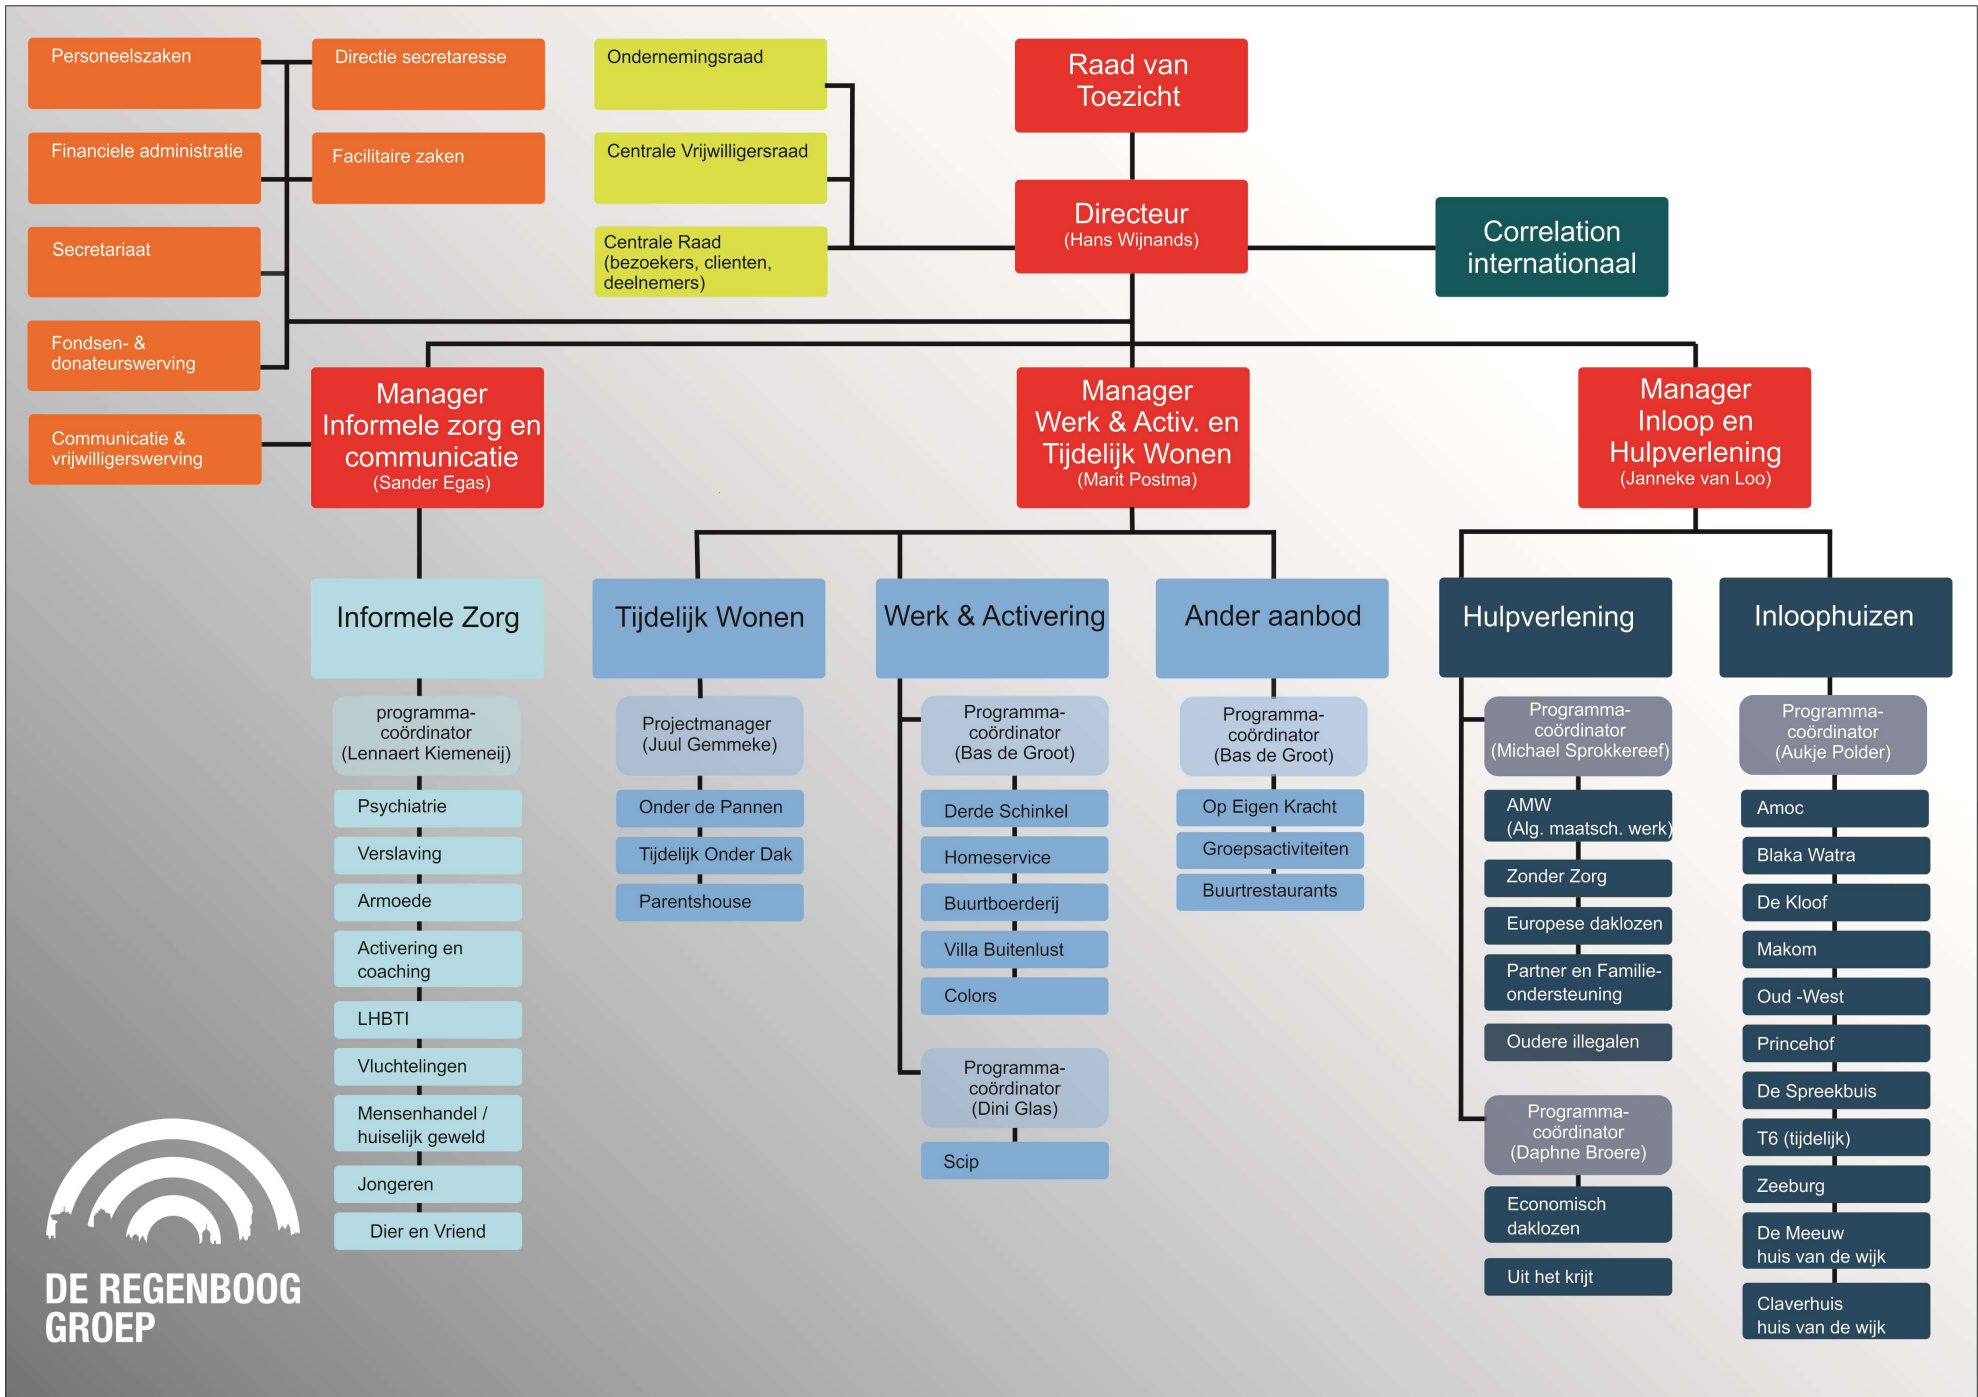 Personeelszaken
Directie secretaresse
Financiele administratie
Facilitaire zaken
Secretariaat
Fondsen- &
donateurswerving
Communicatie &
vrijwilligerswerving
Ondernemingsraad
Centrale Vrijwilligersraad
Centrale Raad
(bezoekers, clienten,
deelnemers)
Raad van
Toezicht
Directeur
(Hans Wijnands)
Correlation
internationaal
Manager
Informele zorg en
communicatie
(Sander Egas)
Manager
Werk & Activ. en
Tijdelijk Wonen
(Marit Postma)
Manager
Inloop en
Hulpverlening
(Janneke van Loo)
Informele Zorg
programma-
coördinator
(Lennaert Kiemeneij)
Psychiatrie
Verslaving
Armoede
Activering en
coaching
LHBTI
Vluchtelingen
Mensenhandel /
huiselijk geweld
Jongeren
Dier en Vriend
Tijdelijk Wonen
Projectmanager
(Juul Gemmeke)
Onder de Pannen
Tijdelijk Onder Dak
Parentshouse
Werk & Activering
Programma-
coördinator
(Bas de Groot)
Derde Schinkel
Homeservice
Buurtboerderij
Villa Buitenlust
Colors
Programma-
coördinator
(Dini Glas)
Scip
Ander aanbod
Programma-
coördinator
(Bas de Groot)
Op Eigen Kracht
Groepsactiviteiten
Buurtrestaurants
Hulpverlening
Programma-
coördinator
(Michael Sprokkereef)
AMW
(Alg. maatsch. werk)
Zonder Zorg
Europese daklozen
Partner en Familie-
ondersteuning
Oudere illegalen
Programma-
coördinator
(Daphne Broere)
Economisch
daklozen
Uit het krijt
Inloophuizen
Programma-
coördinator
(Aukje Polder)
Amoc
Blaka Watra
De Kloof
Makom
Oud -West
Princehof
De Spreekbuis
T6 (tijdelijk)
Zeeburg
De Meeuw
huis van de wijk
Claverhuis
huis van de wijk
DE REGENBOOG
GROEP